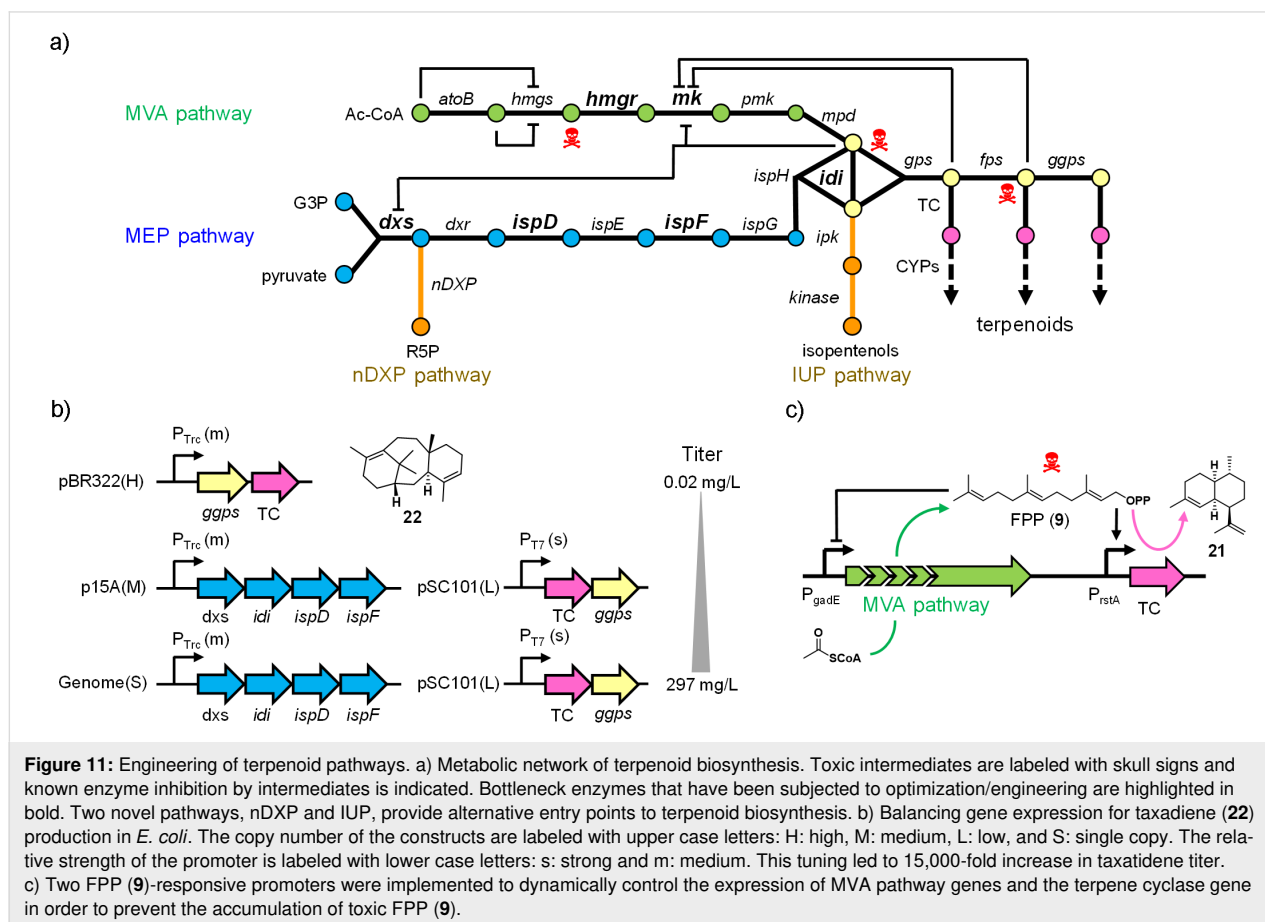 a)
MVA pathway
Ac-CoA
atoB
hmgs
hmgr
mk
pmk
mpd
ispH
idi
gps
fps
ggps
G3P
MEP pathway
dxs
dxr
ispD
ispE
ispF
ispG
ipk
TC
pyruvate
nDXP
CYPs
kinase
R5P
isopentenols
terpenoids
nDXP pathway
IUP pathway
b)
PTrc (m)
pBR322(H)
ggps
TC
H
H
22
Titer
0.02 mg/L
PTrc (m)
PT7 (s)
p15A(M)
pSC101(L)
dxs
idi
ispD
ispF
TC
ggps
PTrc (m)
PT7 (s)
Genome(S)
pSC101(L)
297 mg/L
dxs
idi
ispD
ispF
TC
ggps
c)
OPP
FPP (9)
H
H
21
PgadE
MVA pathway
PrstA
TC
O
SCoA
Figure 11: Engineering of terpenoid pathways. a) Metabolic network of terpenoid biosynthesis. Toxic intermediates are labeled with skull signs and
known enzyme inhibition by intermediates is indicated. Bottleneck enzymes that have been subjected to optimization/engineering are highlighted in
bold. Two novel pathways, nDXP and IUP, provide alternative entry points to terpenoid biosynthesis. b) Balancing gene expression for taxadiene (22)
production in E. coli. The copy number of the constructs are labeled with upper case letters: H: high, M: medium, L: low, and S: single copy. The rela-
tive strength of the promoter is labeled with lower case letters: s: strong and m: medium. This tuning led to 15,000-fold increase in taxatidene titer.
c) Two FPP (9)-responsive promoters were implemented to dynamically control the expression of MVA pathway genes and the terpene cyclase gene
in order to prevent the accumulation of toxic FPP (9).